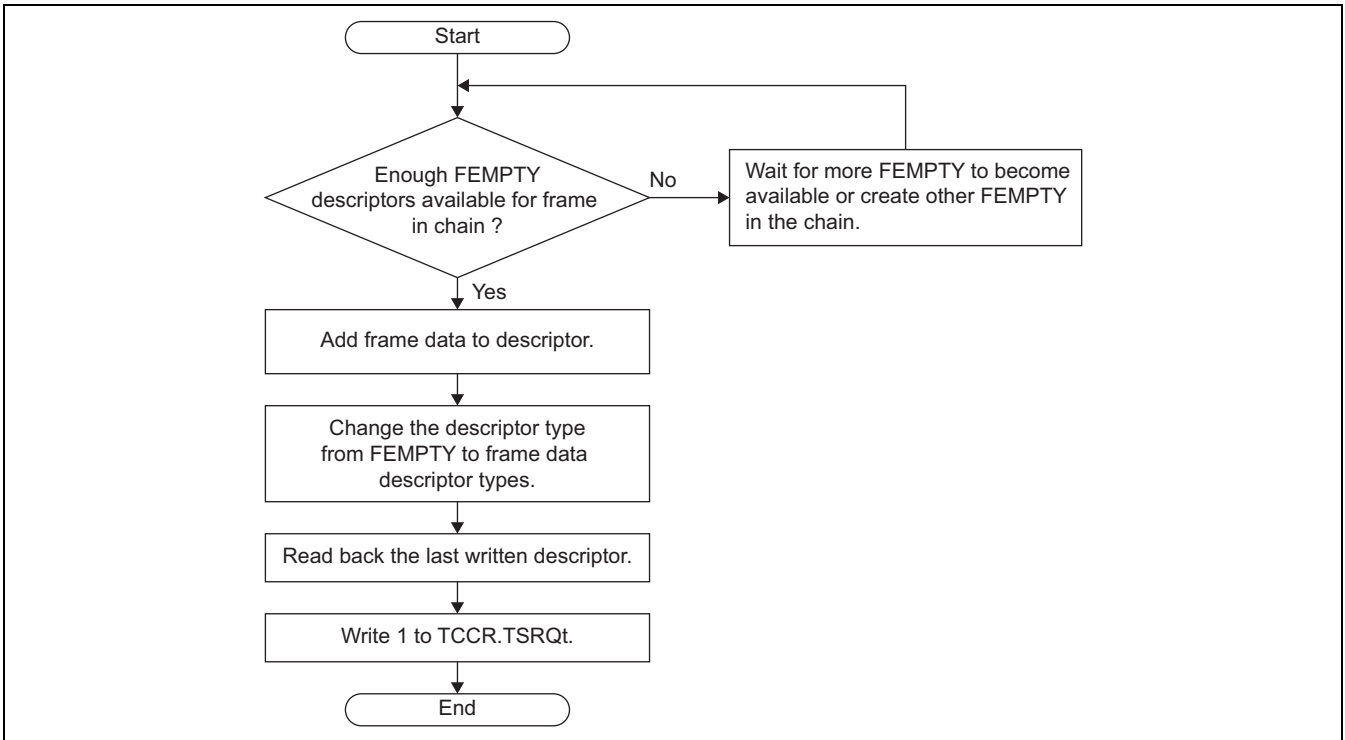 Start
Enough FEMPTY
descriptors available for frame
in chain ?
No
Wait for more FEMPTY to become
available or create other FEMPTY
in the chain.
Yes
Add frame data to descriptor.
Change the descriptor type
from FEMPTY to frame data
descriptor types.
Read back the last written descriptor.
Write 1 to TCCR.TSRQt.
End